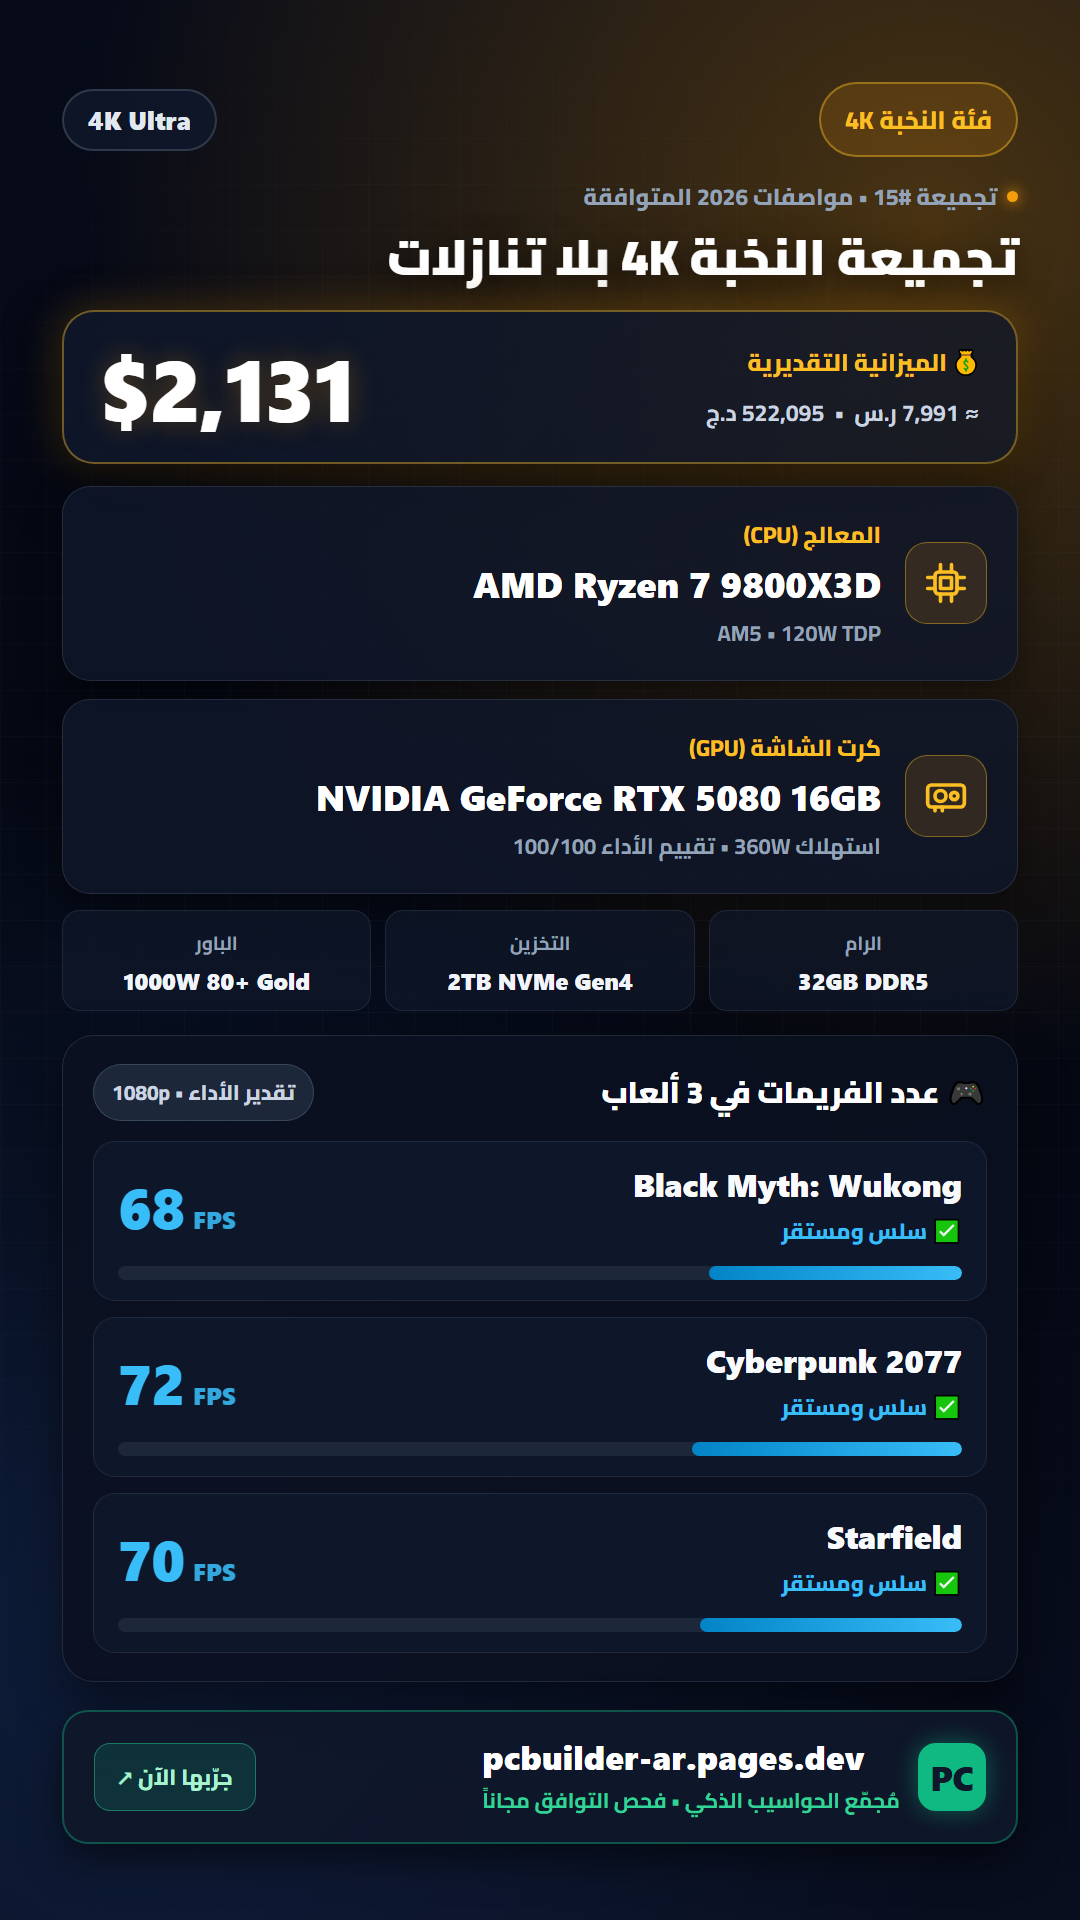 فئة النخبة 4K
4K Ultra
تجميعة #15 ▪ مواصفات 2026 المتوافقة
تجميعة النخبة 4K بلا تنازلات
💰 الميزانية التقديرية
≈ 7,991 ر.س ▪ 522,095 د.ج
$2,131
المعالج (CPU)
AMD Ryzen 7 9800X3D
AM5 ▪ 120W TDP
كرت الشاشة (GPU)
NVIDIA GeForce RTX 5080 16GB
استهلاك 360W ▪ تقييم الأداء 100/100
الرام
32GB DDR5
التخزين
2TB NVMe Gen4
الباور
1000W 80+ Gold
🎮 عدد الفريمات في 3 ألعاب
تقدير الأداء ▪ 1080p
Black Myth: Wukong
✅ سلس ومستقر
68 FPS
Cyberpunk 2077
✅ سلس ومستقر
72 FPS
Starfield
✅ سلس ومستقر
70 FPS
PC
pcbuilder-ar.pages.dev
مُجمّع الحواسيب الذكي ▪ فحص التوافق مجاناً
جرّبها الآن ↗